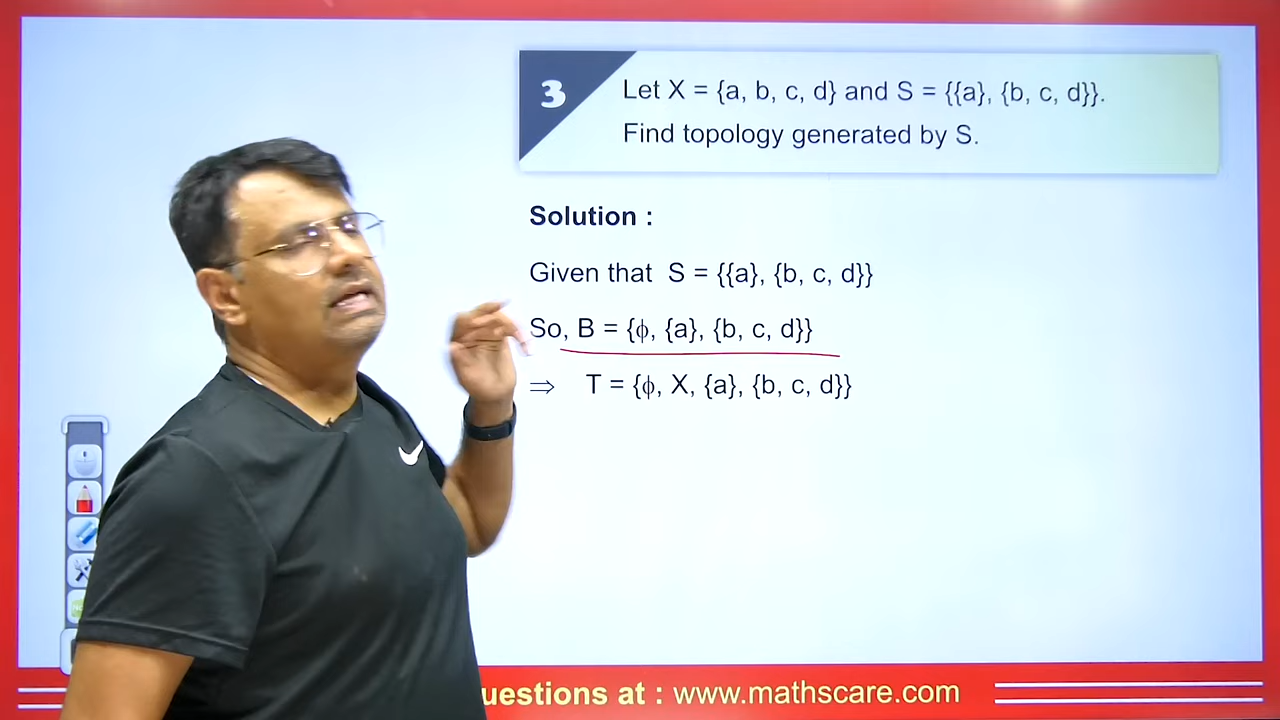 3
Let X = {a, b, c, d} and S = {{a}, {b, c, d}}.
Find topology generated by S.
Solution :
Given that S = {{a}, {b, c, d}}
So, B = {ϕ, {a}, {b, c, d}}
⇒ T = {ϕ, X, {a}, {b, c, d}}
uestions at : www.mathscare.com